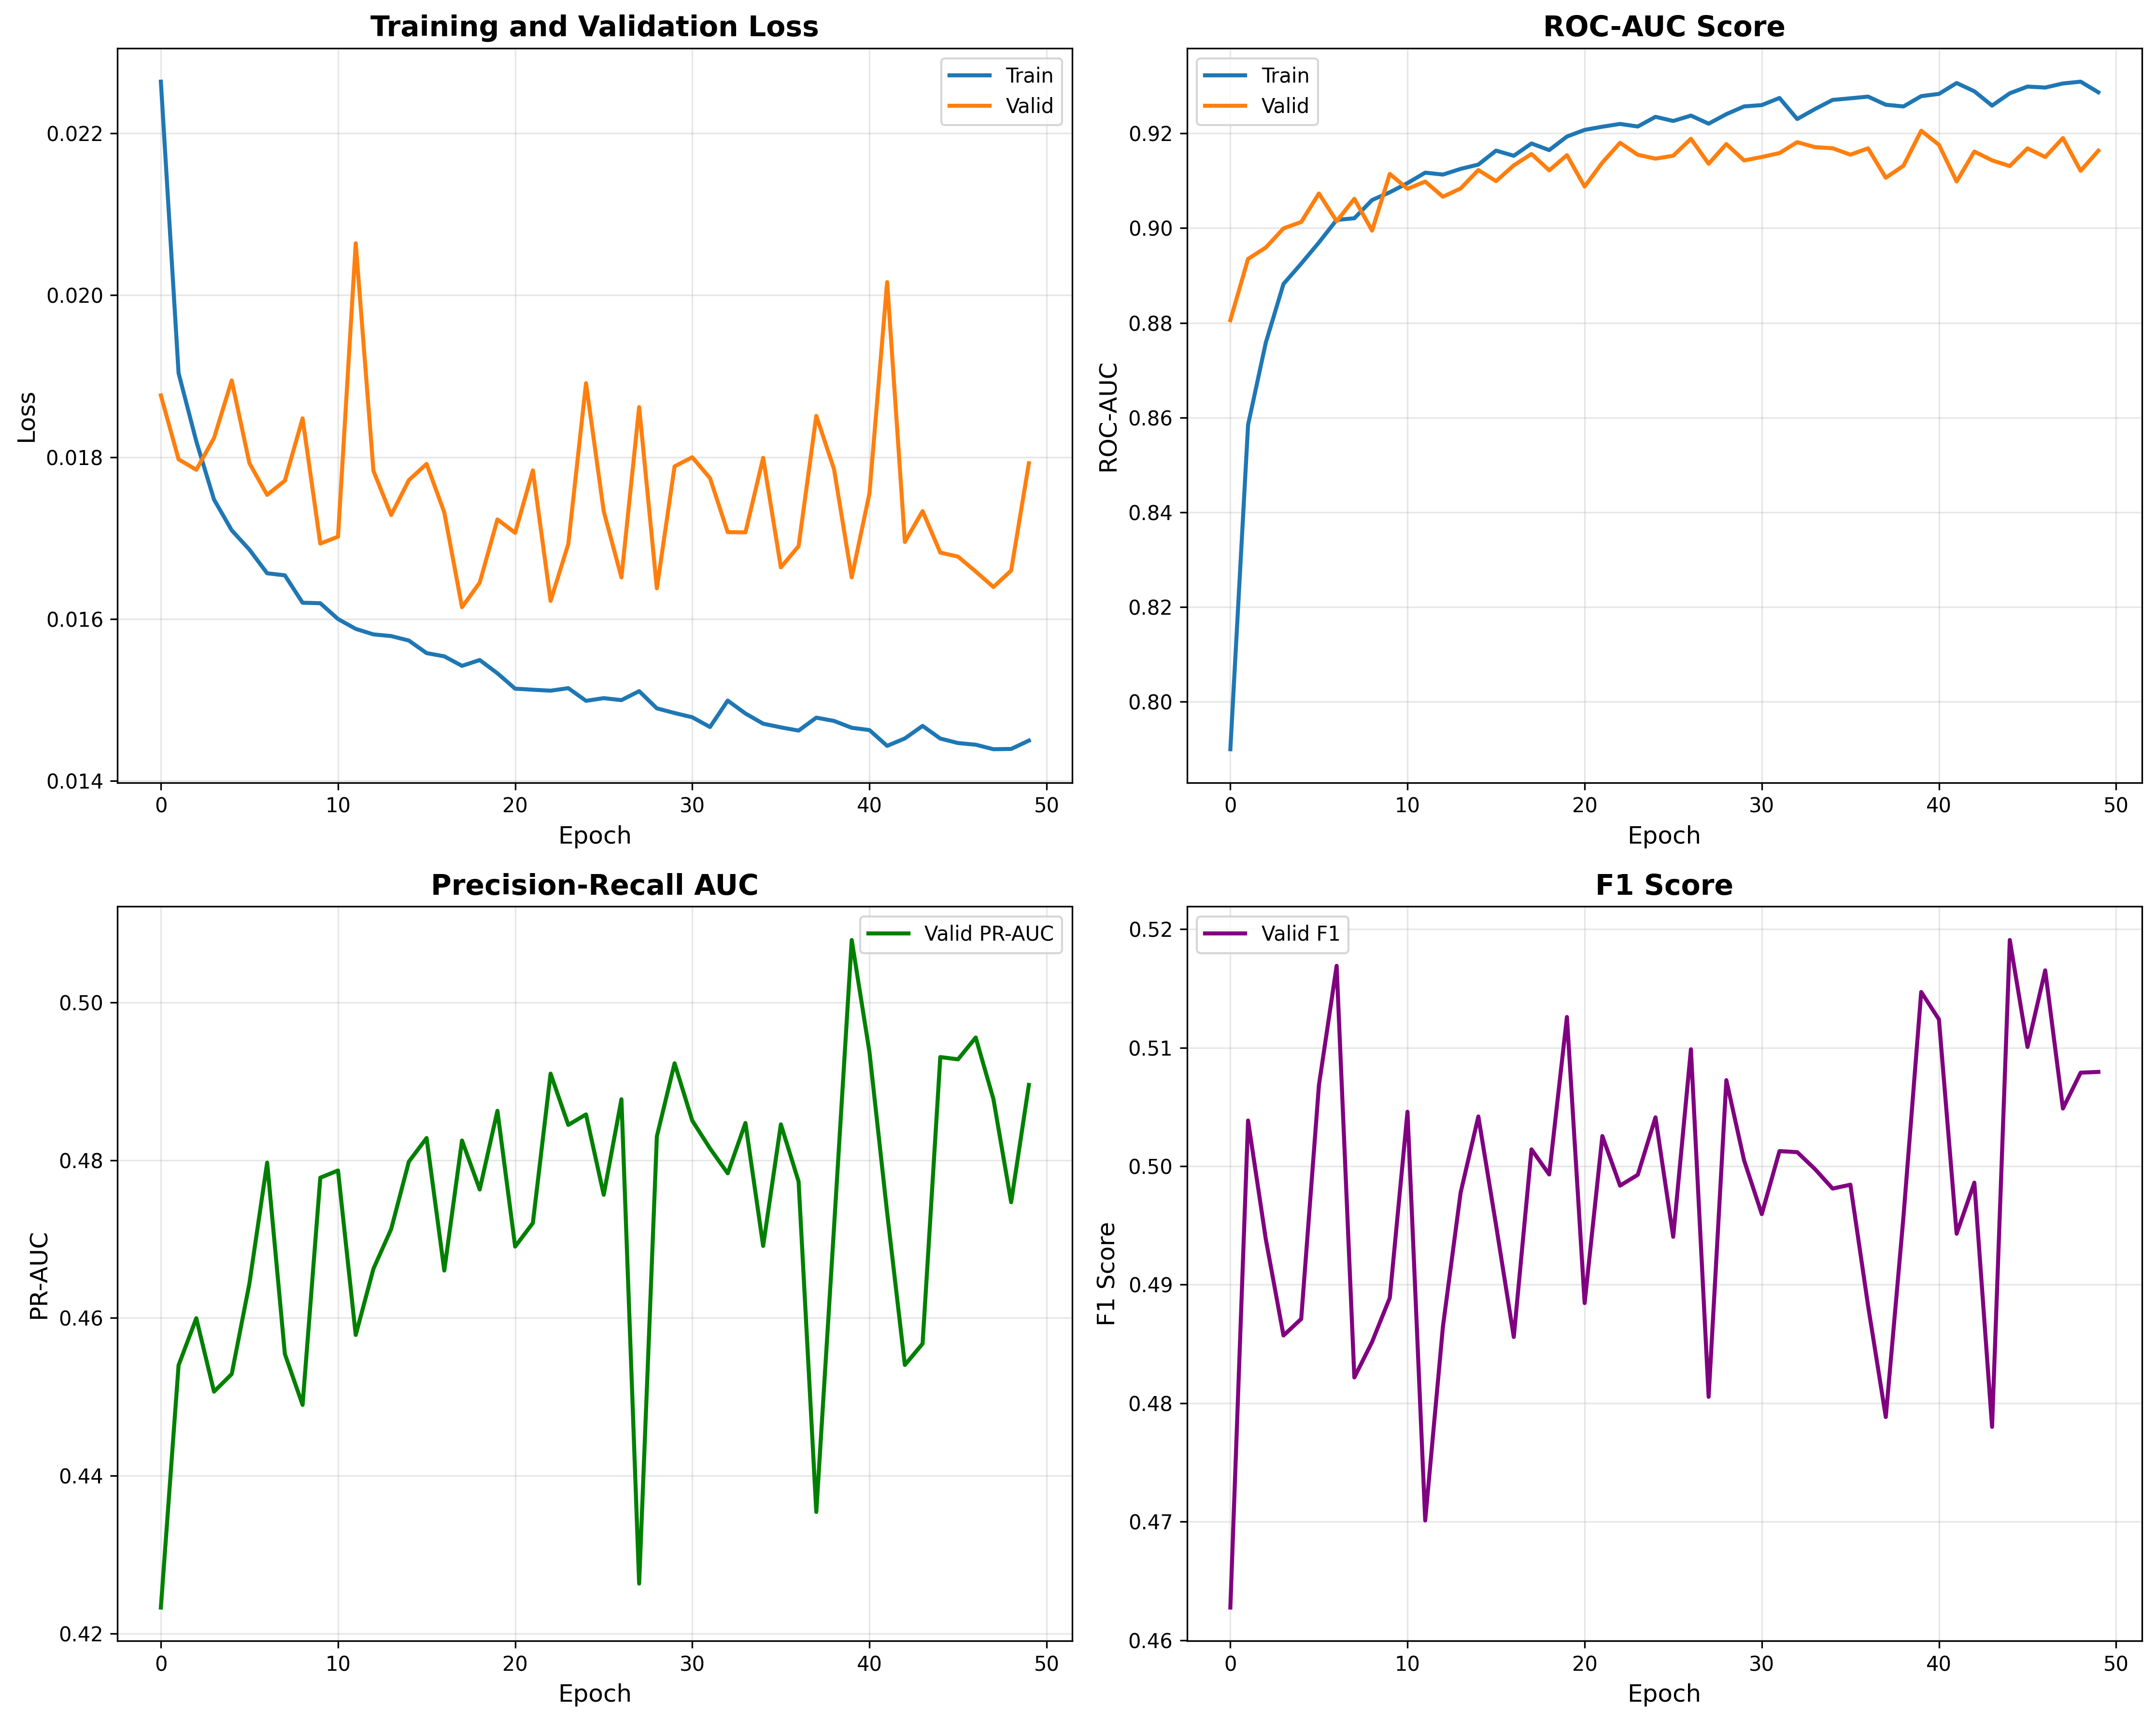 Training and Validation Loss
Train
Valid
0.022
0.020
0.018
0.016
0.014
Loss
0 10 20 30 40 50
Epoch
ROC-AUC Score
Train
Valid
0.92
0.90
0.88
0.86
0.84
0.82
0.80
ROC-AUC
0 10 20 30 40 50
Epoch
Precision-Recall AUC
Valid PR-AUC
0.50
0.48
0.46
0.44
0.42
PR-AUC
0 10 20 30 40 50
Epoch
F1 Score
Valid F1
0.52
0.51
0.50
0.49
0.48
0.47
0.46
F1 Score
0 10 20 30 40 50
Epoch